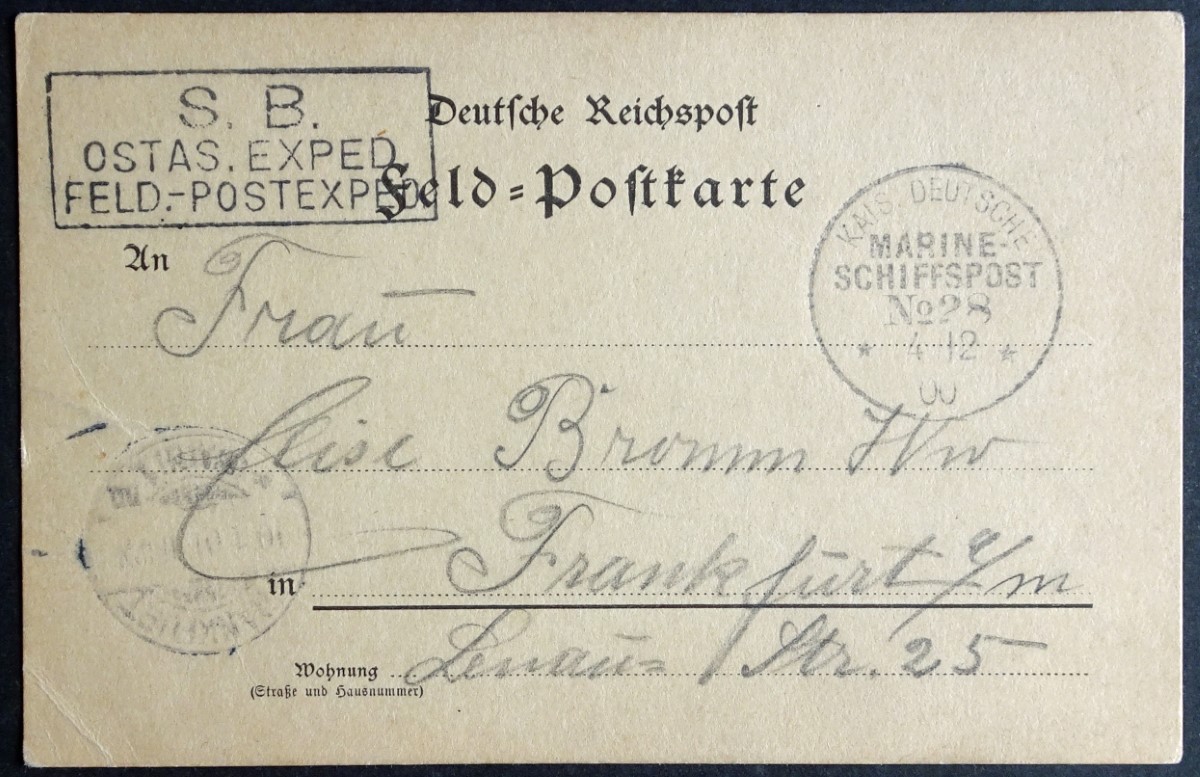 S. B.
OSTAS. EXPED.
FELD.-POSTEXPED.
Deutsche Reichspost
Feld=Postkarte
KAIS. DEUTSCHE
MARINE-
SCHIFFSPOST
No 28
* 4 12 *
00
An Frau
Elise Bromm Ww
in Frankfurt a/m
Wohnung Lenau= Str. 25
(Straße und Hausnummer)